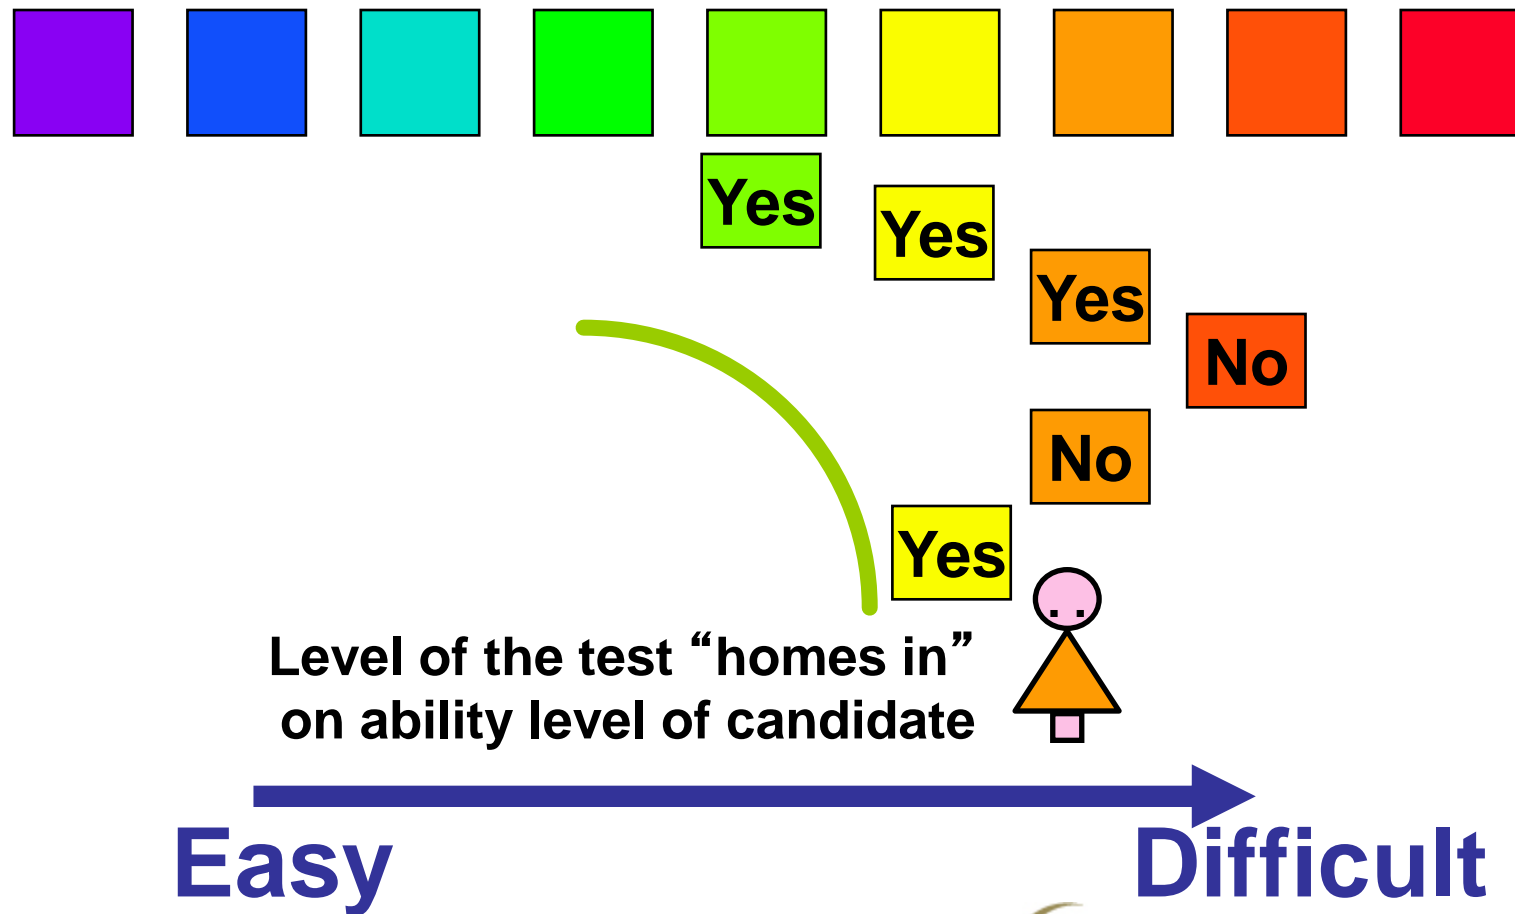 Yes
Yes
Yes
No
No
Yes
Level of the test “homes in”
on ability level of candidate
Easy
Difficult